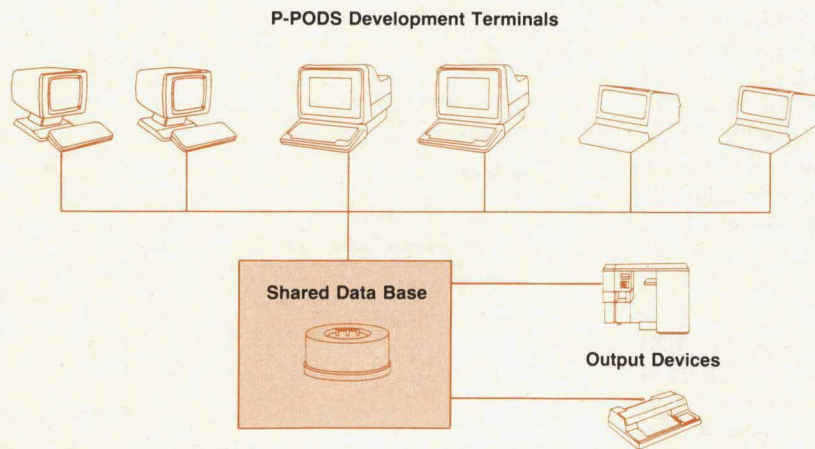 P-PODS Development Terminals
Shared Data Base
Output Devices